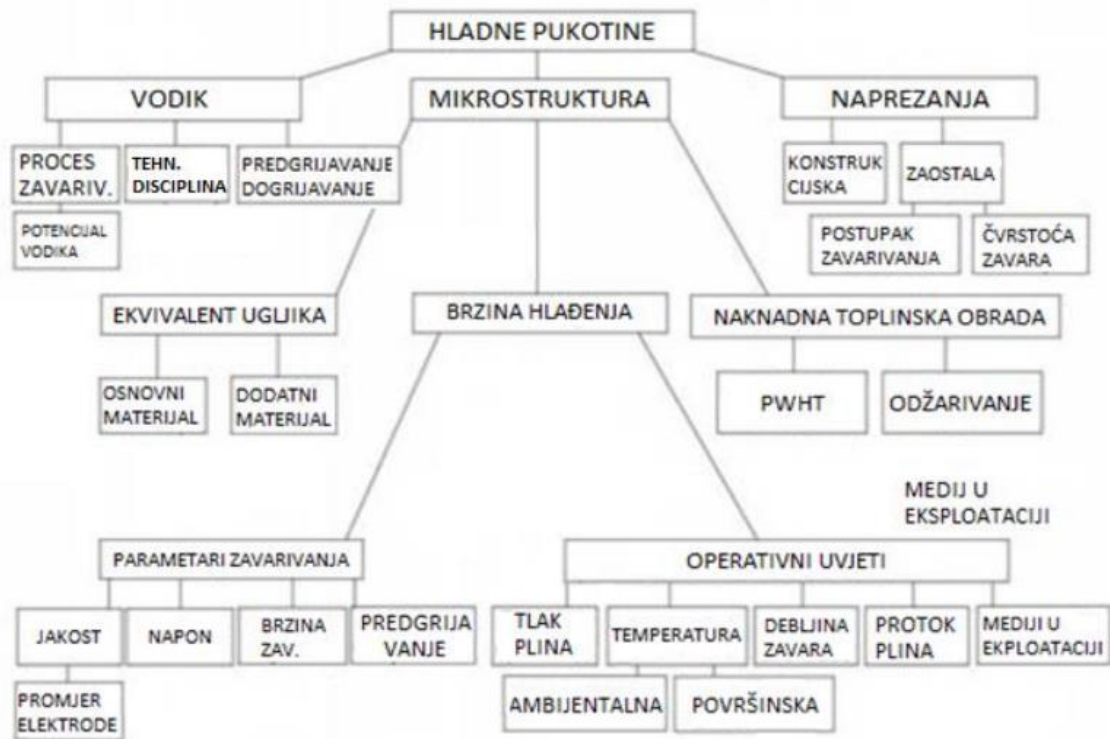 HLADNE PUKOTINE
VODIK
MIKROSTRUKTURA
NAPREZANJA
PROCES
ZAVARIV.
TEHN.
DISCIPLINA
PREDGRIJAVANJE
DOGRIJAVANJE
KONSTRUK
CIJSKA
ZAOSTALA
POTENCIJAL
VODIKA
POSTUPAK
ZAVARIVANJA
ČVRSTOĆA
ZAVARA
EKVIVALENT UGLJIKA
BRZINA HLAĐENJA
NAKNADNA TOPLINSKA OBRADA
OSNOVNI
MATERIJAL
DODATNI
MATERIJAL
PWHT
ODŽARIVANJE
MEDIJ U
EKSPLOATACIJI
PARAMETARI ZAVARIVANJA
OPERATIVNI UVJETI
JAKOST
NAPON
BRZINA
ZAV.
PREDGRIJA
VANJE
TLAK
PLINA
TEMPERATURA
DEBLJINA
ZAVARA
PROTOK
PLINA
MEDIJI U
EKPLOATACIJI
PROMJER
ELEKTRODE
AMBIJENTALNA
POVRŠINSKA